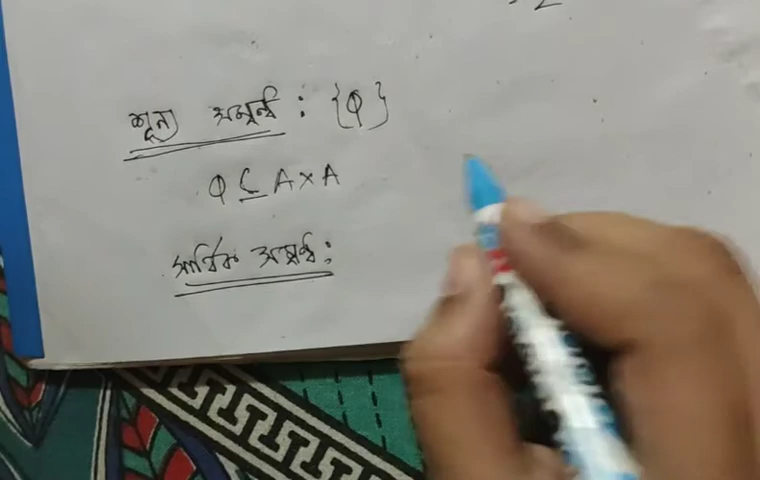 শূন্য সম্বন্ধ : {Φ}
Φ ⊆ A × A
সার্বিক সম্বন্ধ :